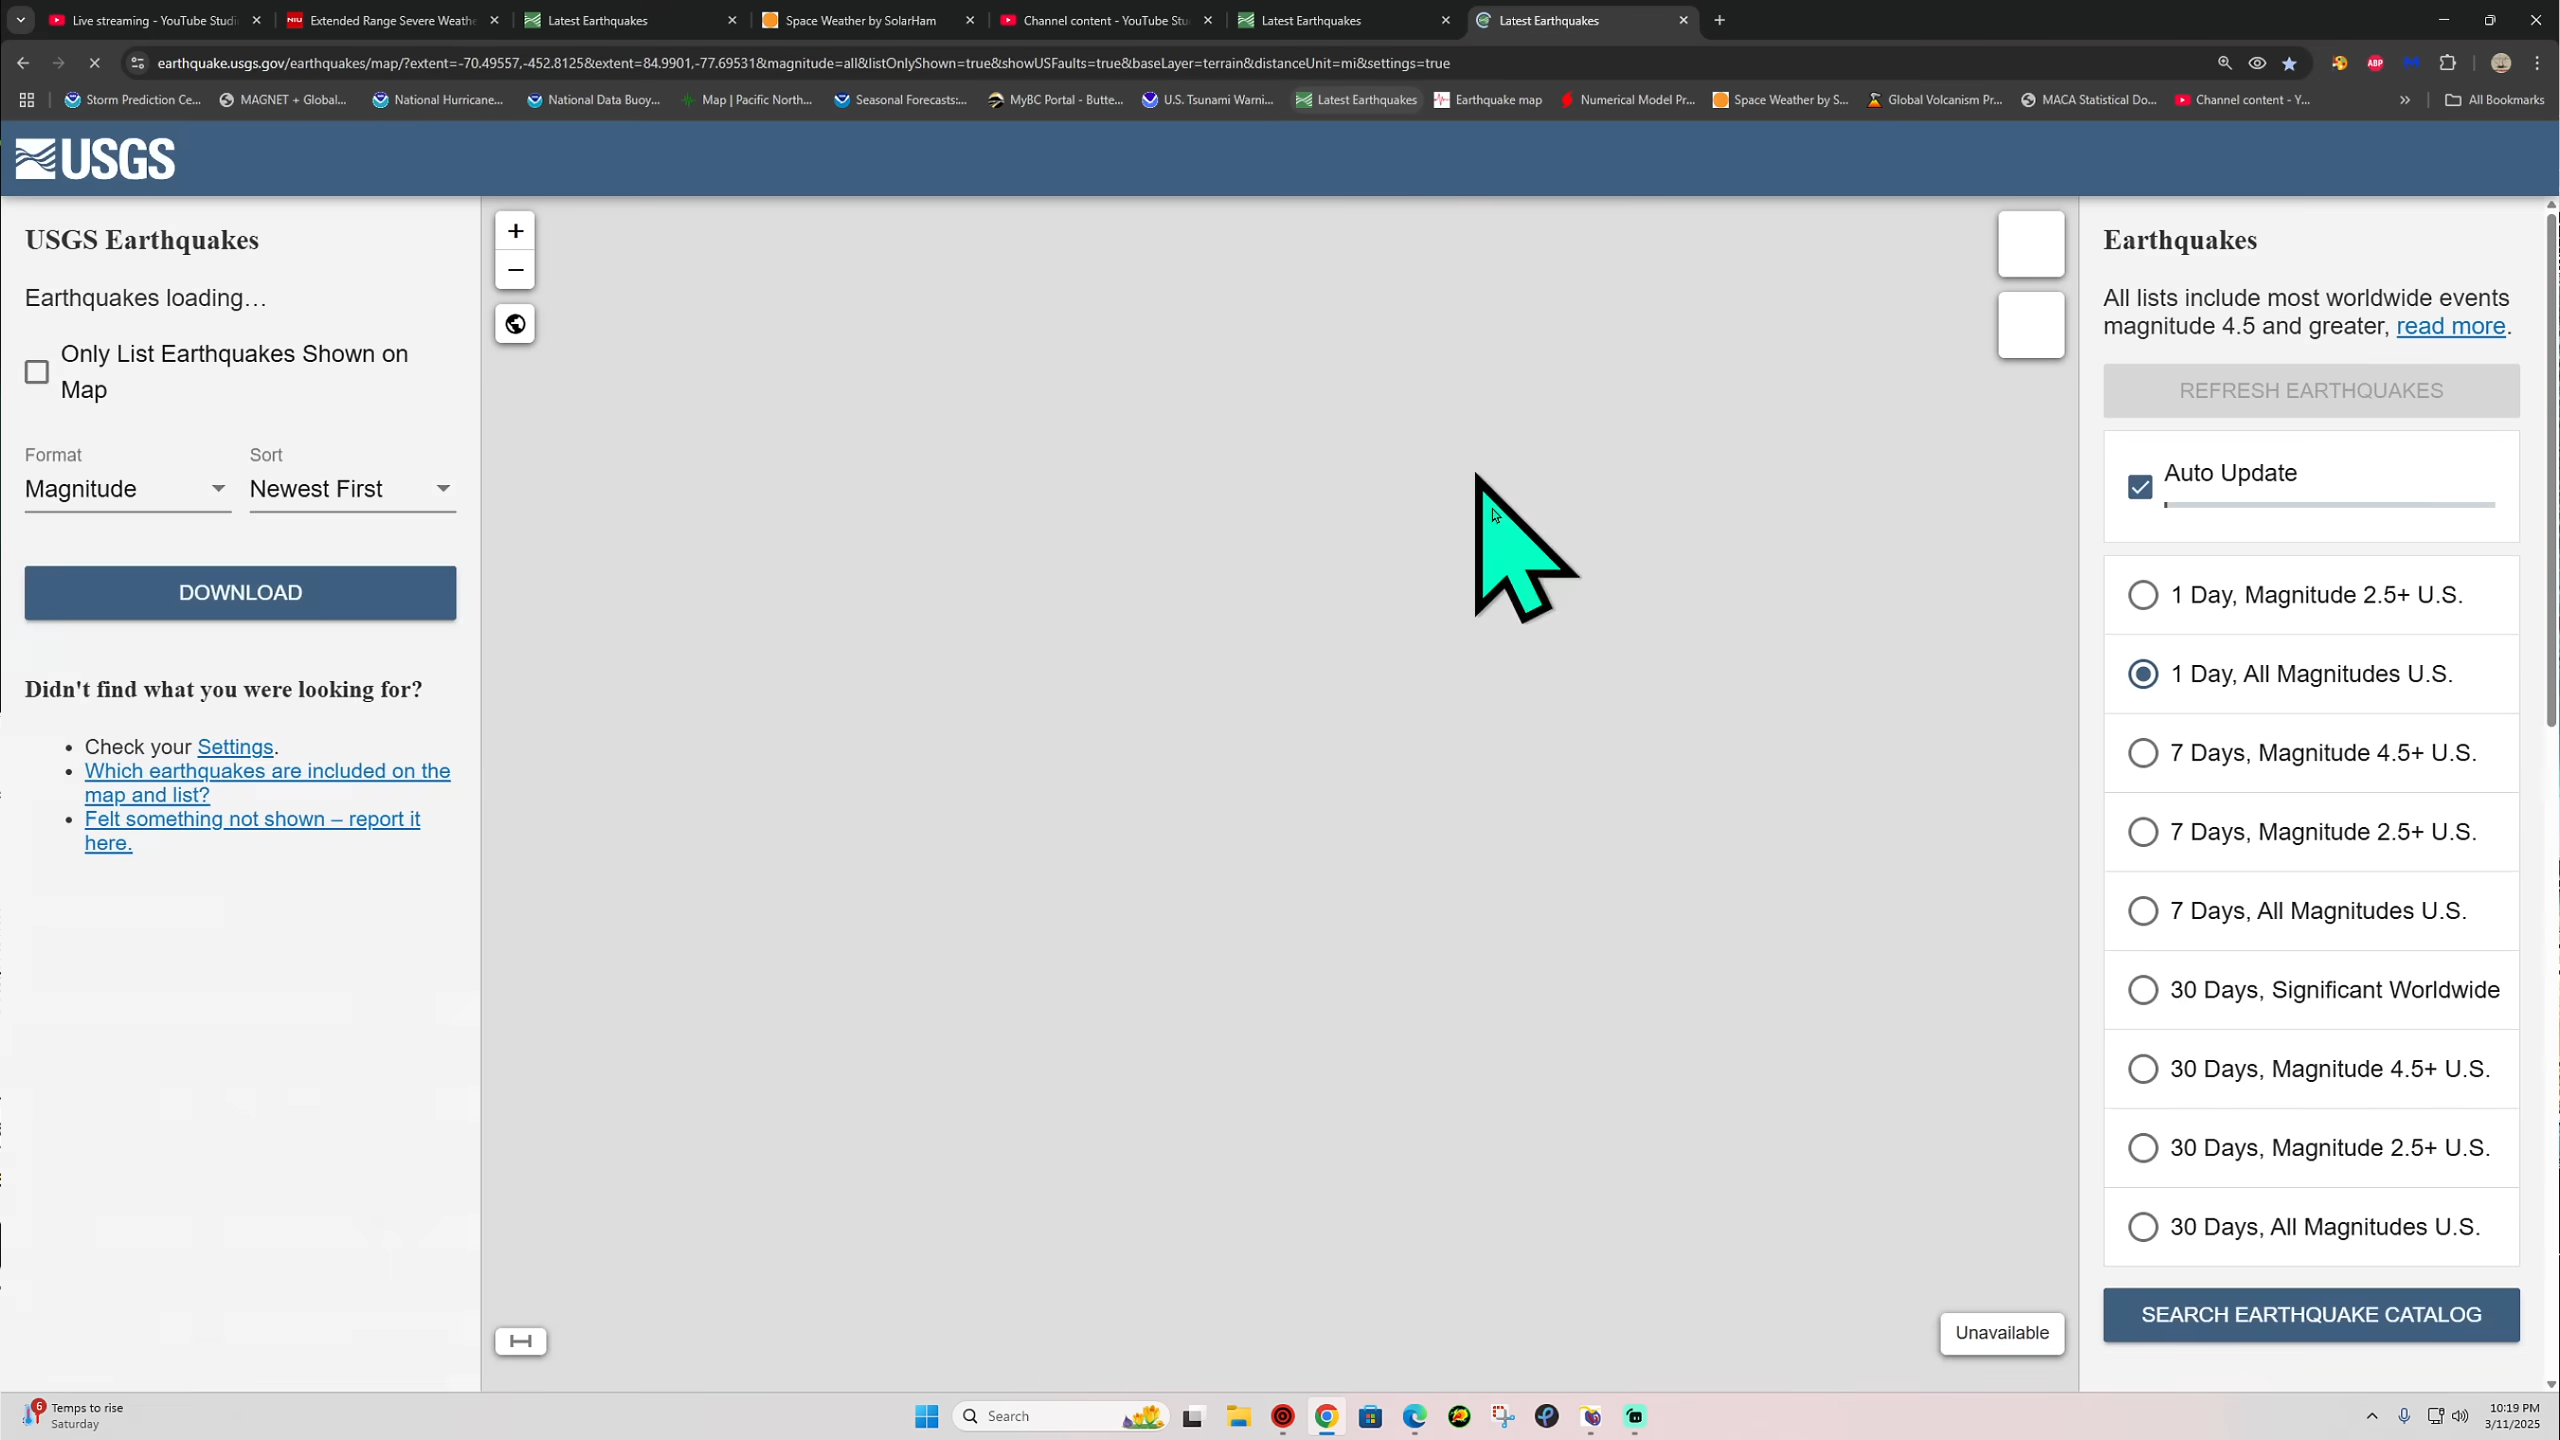 Live streaming - YouTube Studi
Extended Range Severe Weathe
Latest Earthquakes
Space Weather by SolarHam
Channel content - YouTube Stu
Latest Earthquakes
Latest Earthquakes
earthquake.usgs.gov/earthquakes/map/?extent=-70.49557,-452.8125&extent=84.9901,-77.69531&magnitude=all&listOnlyShown=true&showUSFaults=true&baseLayer=terrain&distanceUnit=mi&settings=true
ABP
Storm Prediction Ce...
MAGNET + Global...
National Hurricane...
National Data Buoy...
Map | Pacific North...
Seasonal Forecasts:...
MyBC Portal - Butte...
U.S. Tsunami Warni...
Latest Earthquakes
Earthquake map
Numerical Model Pr...
Space Weather by S...
Global Volcanism Pr...
MACA Statistical Do...
Channel content - Y...
All Bookmarks
USGS
USGS Earthquakes
Earthquakes loading...
Only List Earthquakes Shown on
Map
Format
Sort
Magnitude
Newest First
DOWNLOAD
Didn't find what you were looking for?
• Check your Settings.
• Which earthquakes are included on the
map and list?
• Felt something not shown – report it
here.
Unavailable
Earthquakes
All lists include most worldwide events
magnitude 4.5 and greater, read more.
REFRESH EARTHQUAKES
Auto Update
1 Day, Magnitude 2.5+ U.S.
1 Day, All Magnitudes U.S.
7 Days, Magnitude 4.5+ U.S.
7 Days, Magnitude 2.5+ U.S.
7 Days, All Magnitudes U.S.
30 Days, Significant Worldwide
30 Days, Magnitude 4.5+ U.S.
30 Days, Magnitude 2.5+ U.S.
30 Days, All Magnitudes U.S.
SEARCH EARTHQUAKE CATALOG
6
Temps to rise
Saturday
Search
10:19 PM
3/11/2025